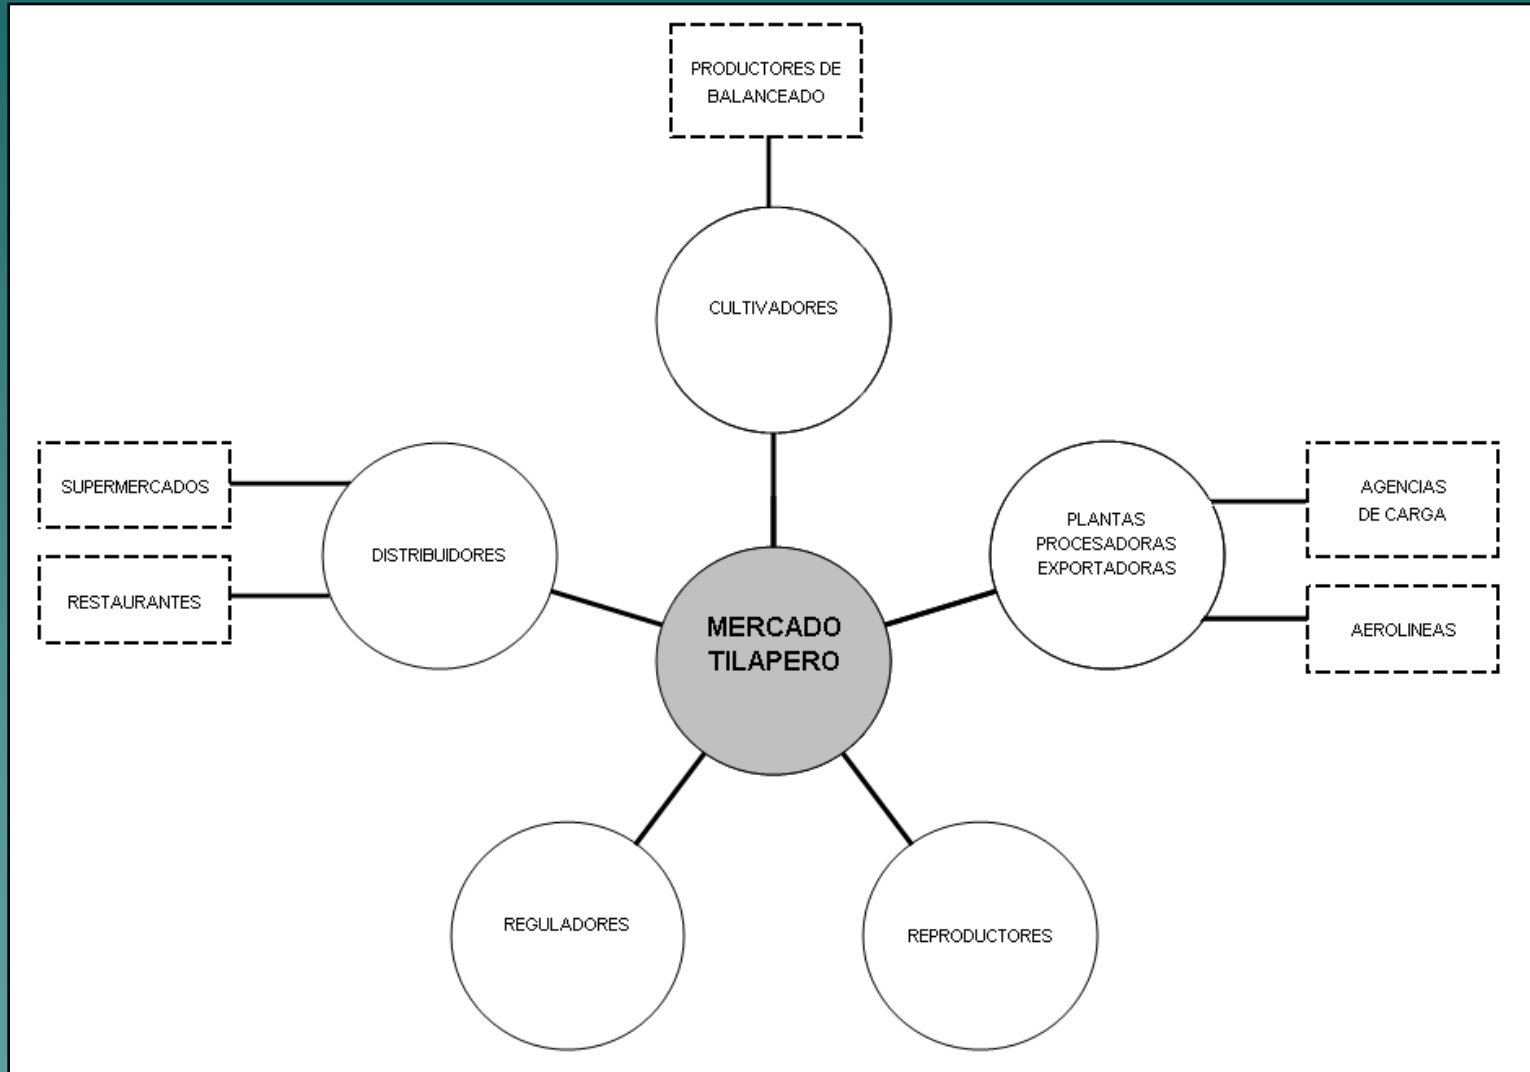 PRODUCTORES DE
BALANCEADO
CULTIVADORES
SUPERMERCADOS
RESTAURANTES
DISTRIBUIDORES
MERCADO
TILAPERO
PLANTAS
PROCESADORAS
EXPORTADORAS
AGENCIAS
DE CARGA
AEROLINEAS
REGULADORES
REPRODUCTORES